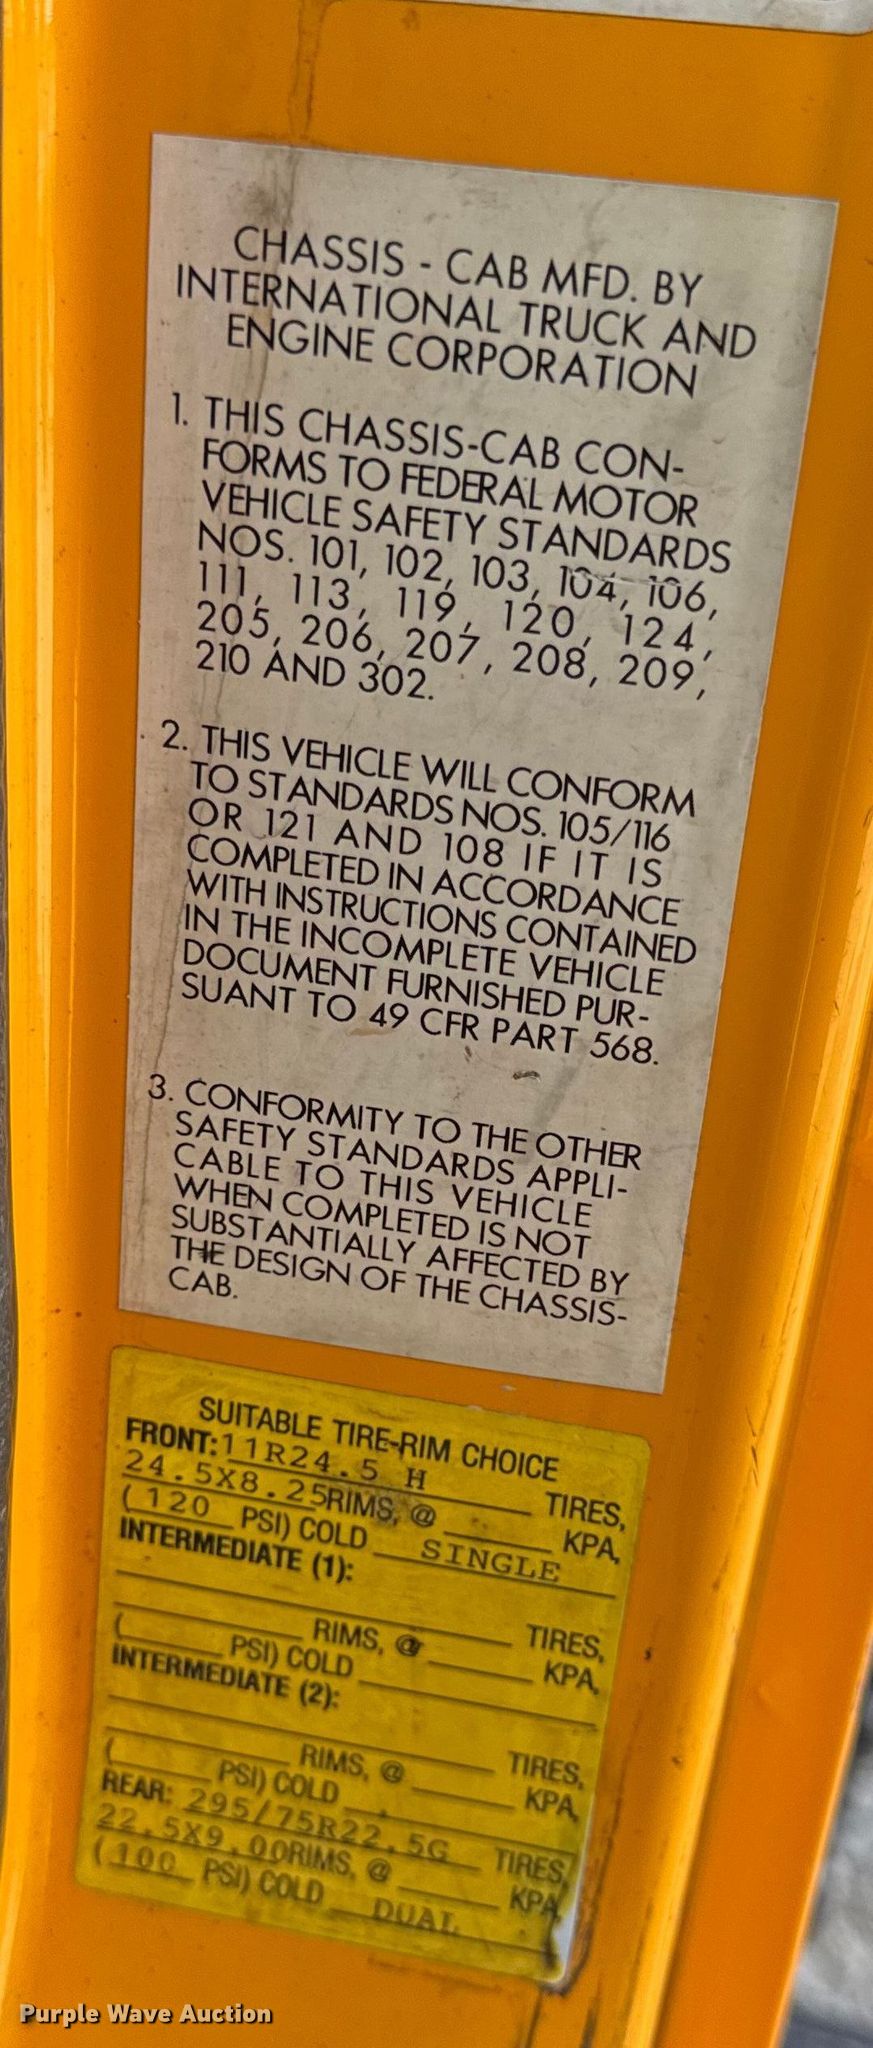 CHASSIS - CAB MFD. BY
INTERNATIONAL TRUCK AND
ENGINE CORPORATION
1. THIS CHASSIS-CAB CON-
FORMS TO FEDERAL MOTOR
VEHICLE SAFETY STANDARDS
NOS. 101, 102, 103, 104, 106,
111, 113, 119, 120, 124,
205, 206, 207, 208, 209,
210 AND 302.
2. THIS VEHICLE WILL CONFORM
TO STANDARDS NOS. 105/116
OR 121 AND 108 IF IT IS
COMPLETED IN ACCORDANCE
WITH INSTRUCTIONS CONTAINED
IN THE INCOMPLETE VEHICLE
DOCUMENT FURNISHED PUR-
SUANT TO 49 CFR PART 568.
3. CONFORMITY TO THE OTHER
SAFETY STANDARDS APPLI-
CABLE TO THIS VEHICLE
WHEN COMPLETED IS NOT
SUBSTANTIALLY AFFECTED BY
THE DESIGN OF THE CHASSIS-
CAB.
SUITABLE TIRE-RIM CHOICE
FRONT: 11R24.5 H TIRES,
24.5X8.25RIMS, @ KPA,
(120 PSI) COLD SINGLE
INTERMEDIATE (1):
TIRES,
RIMS, @ KPA,
( PSI) COLD
INTERMEDIATE (2):
TIRES,
RIMS, @ KPA,
( PSI) COLD
REAR: 295/75R22.5G TIRES,
22.5X9.00RIMS, @ KPA,
(100 PSI) COLD DUAL
Purple Wave Auction